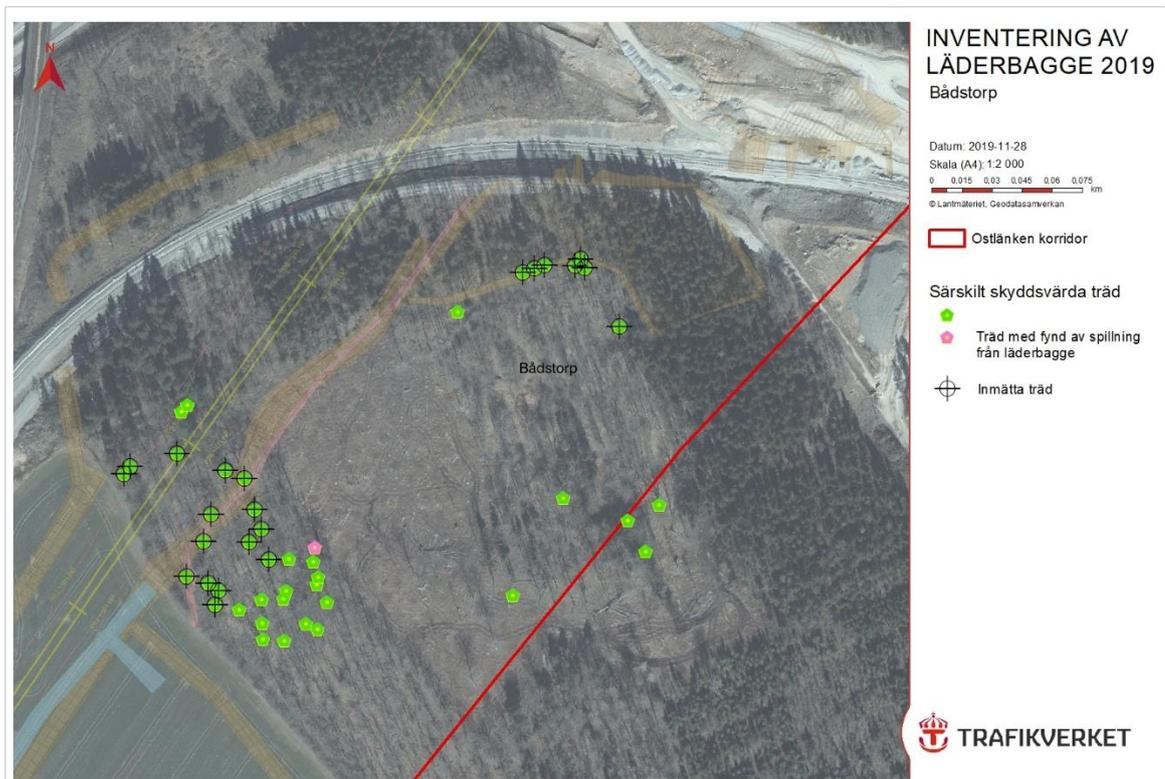 N
Bådstorp
INVENTERING AV
LÄDERBAGGE 2019
Bådstorp
Datum: 2019-11-28
Skala (A4): 1:2 000
0 0,015 0,03 0,045 0,06 0,075
km
© Lantmäteriet, Geodatasamverkan
Ostlänken korridor
Särskilt skyddsvärda träd
Träd med fynd av spillning
från läderbagge
Inmätta träd
TRAFIKVERKET